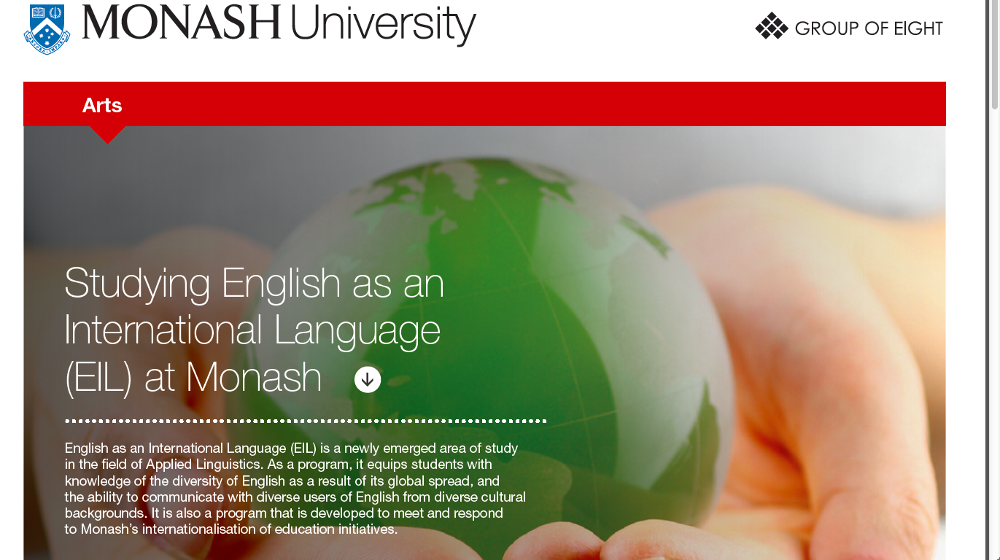 MONASH University
GROUP OF EIGHT
Arts
Studying English as an
International Language
(EIL) at Monash
English as an International Language (EIL) is a newly emerged area of study
in the field of Applied Linguistics. As a program, it equips students with
knowledge of the diversity of English as a result of its global spread, and
the ability to communicate with diverse users of English from diverse cultural
backgrounds. It is also a program that is developed to meet and respond
to Monash's internationalisation of education initiatives.